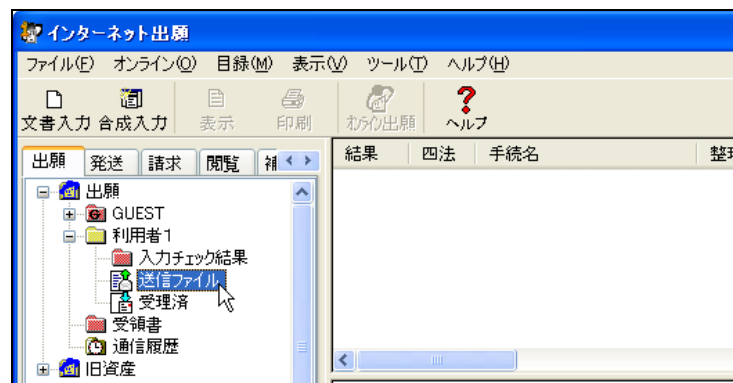 インターネット出願
ファイル(F) オンライン(O) 目録(M) 表示(V) ツール(T) ヘルプ(H)
文書入力 合成入力 表示 印刷 オンライン出願 ヘルプ
出願 発送 請求 閲覧 補
結果 四法 手続名 整理
出願
GUEST
利用者1
入力チェック結果
送信ファイル
受理済
受領書
通信履歴
旧資産